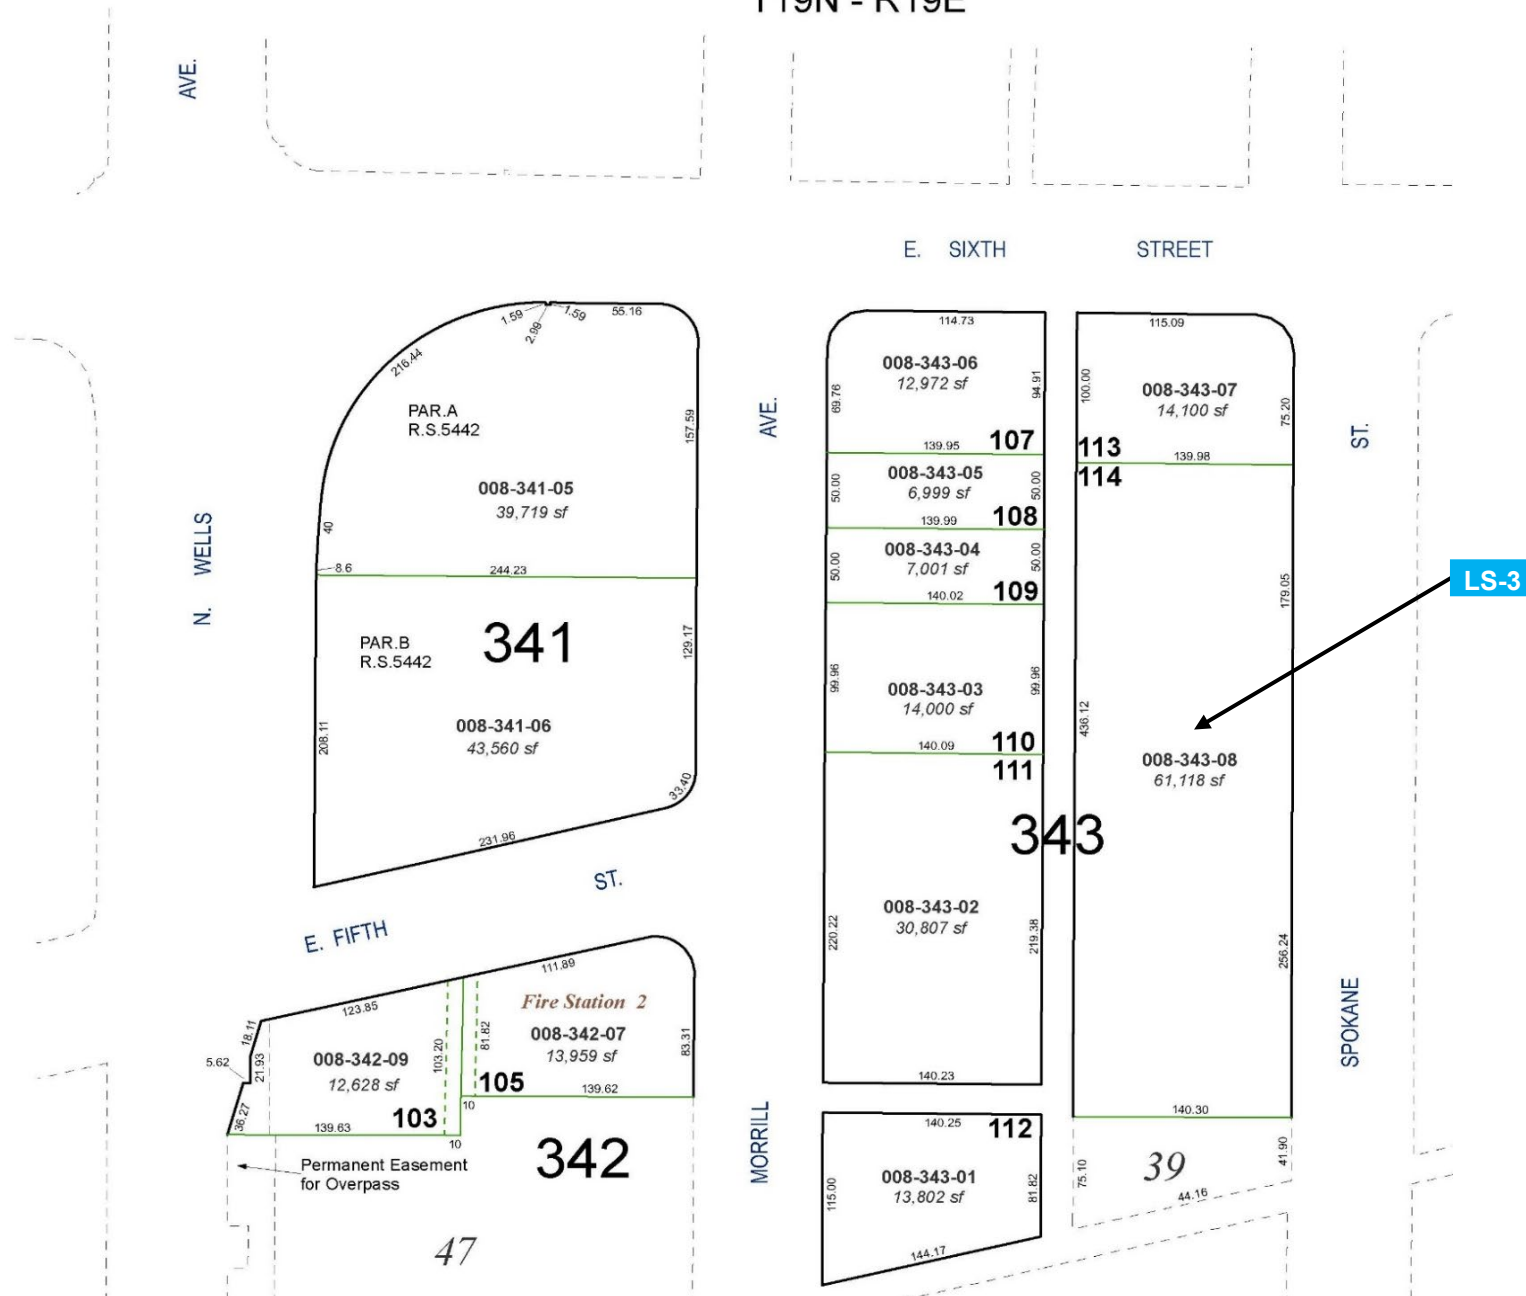 T19N - R19E
AVE.
E. SIXTH STREET
1.59
2.99
1.59
55.16
216.44
157.59
PAR.A
R.S.5442
008-341-05
39,719 sf
40
8.6
244.23
N. WELLS
PAR.B
R.S.5442
341
129.17
008-341-06
43,560 sf
208.11
33.40
231.96
E. FIFTH ST.
AVE.
114.73
008-343-06
12,972 sf
69.76
94.91
139.95
107
008-343-05
6,999 sf
50.00
50.00
139.99
108
008-343-04
7,001 sf
50.00
50.00
140.02
109
99.96
99.96
008-343-03
14,000 sf
140.09
110
111
343
008-343-02
30,807 sf
220.22
219.38
140.23
115.09
100.00
008-343-07
14,100 sf
75.20
113
139.98
114
ST.
LS-3
179.05
436.12
008-343-08
61,118 sf
256.24
SPOKANE
140.30
123.85
111.89
Fire Station 2
18.11
5.62
21.93
36.27
008-342-09
12,628 sf
103.20
81.82
008-342-07
13,959 sf
83.31
105
139.62
103
139.63
10
10
Permanent Easement
for Overpass
342
47
MORRILL
140.25
112
008-343-01
13,802 sf
115.00
81.82
144.17
75.10
39
41.90
44.16